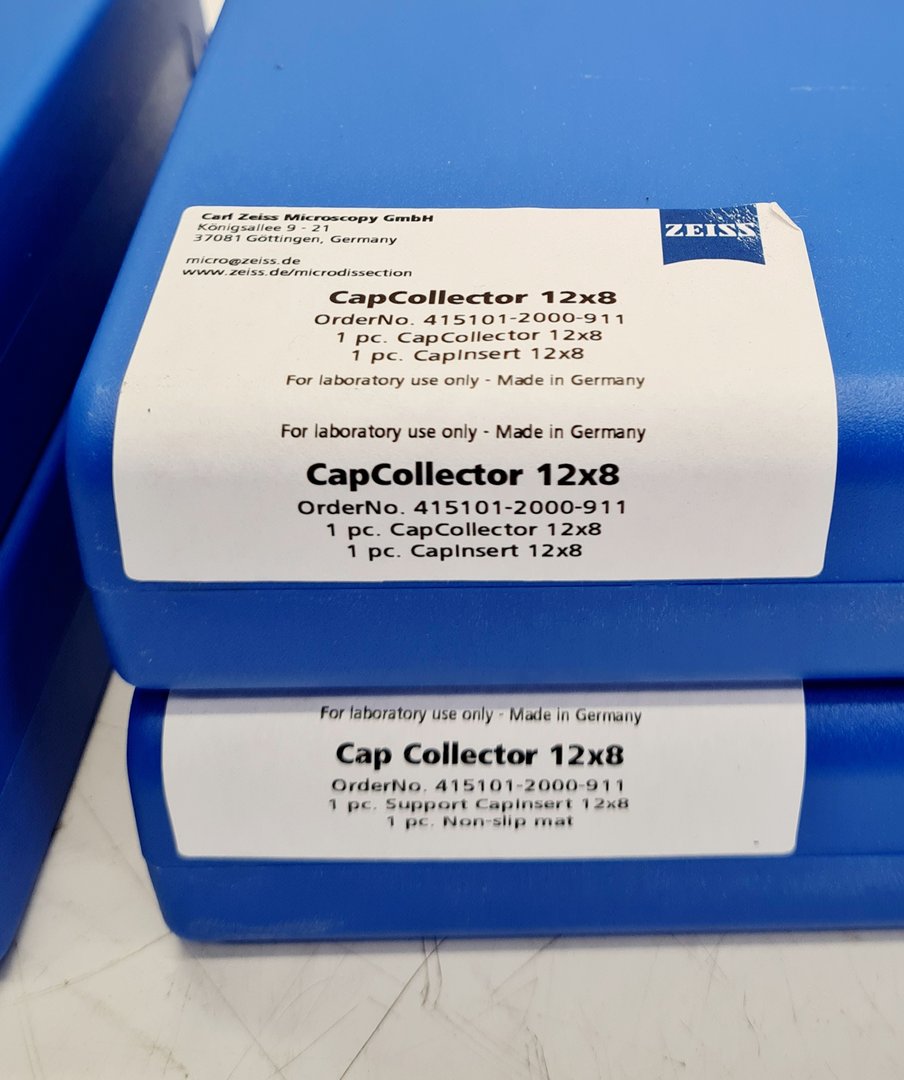 Carl Zeiss Microscopy GmbH
Königsallee 9 - 21
37081 Göttingen, Germany
ZEISS
micro@zeiss.de
www.zeiss.de/microdissection
CapCollector 12x8
OrderNo. 415101-2000-911
1 pc. CapCollector 12x8
1 pc. CapInsert 12x8
For laboratory use only - Made in Germany
For laboratory use only - Made in Germany
CapCollector 12x8
OrderNo. 415101-2000-911
1 pc. CapCollector 12x8
1 pc. CapInsert 12x8
For laboratory use only - Made in Germany
Cap Collector 12x8
OrderNo. 415101-2000-911
1 pc. Support CapInsert 12x8
1 pc. Non-slip mat